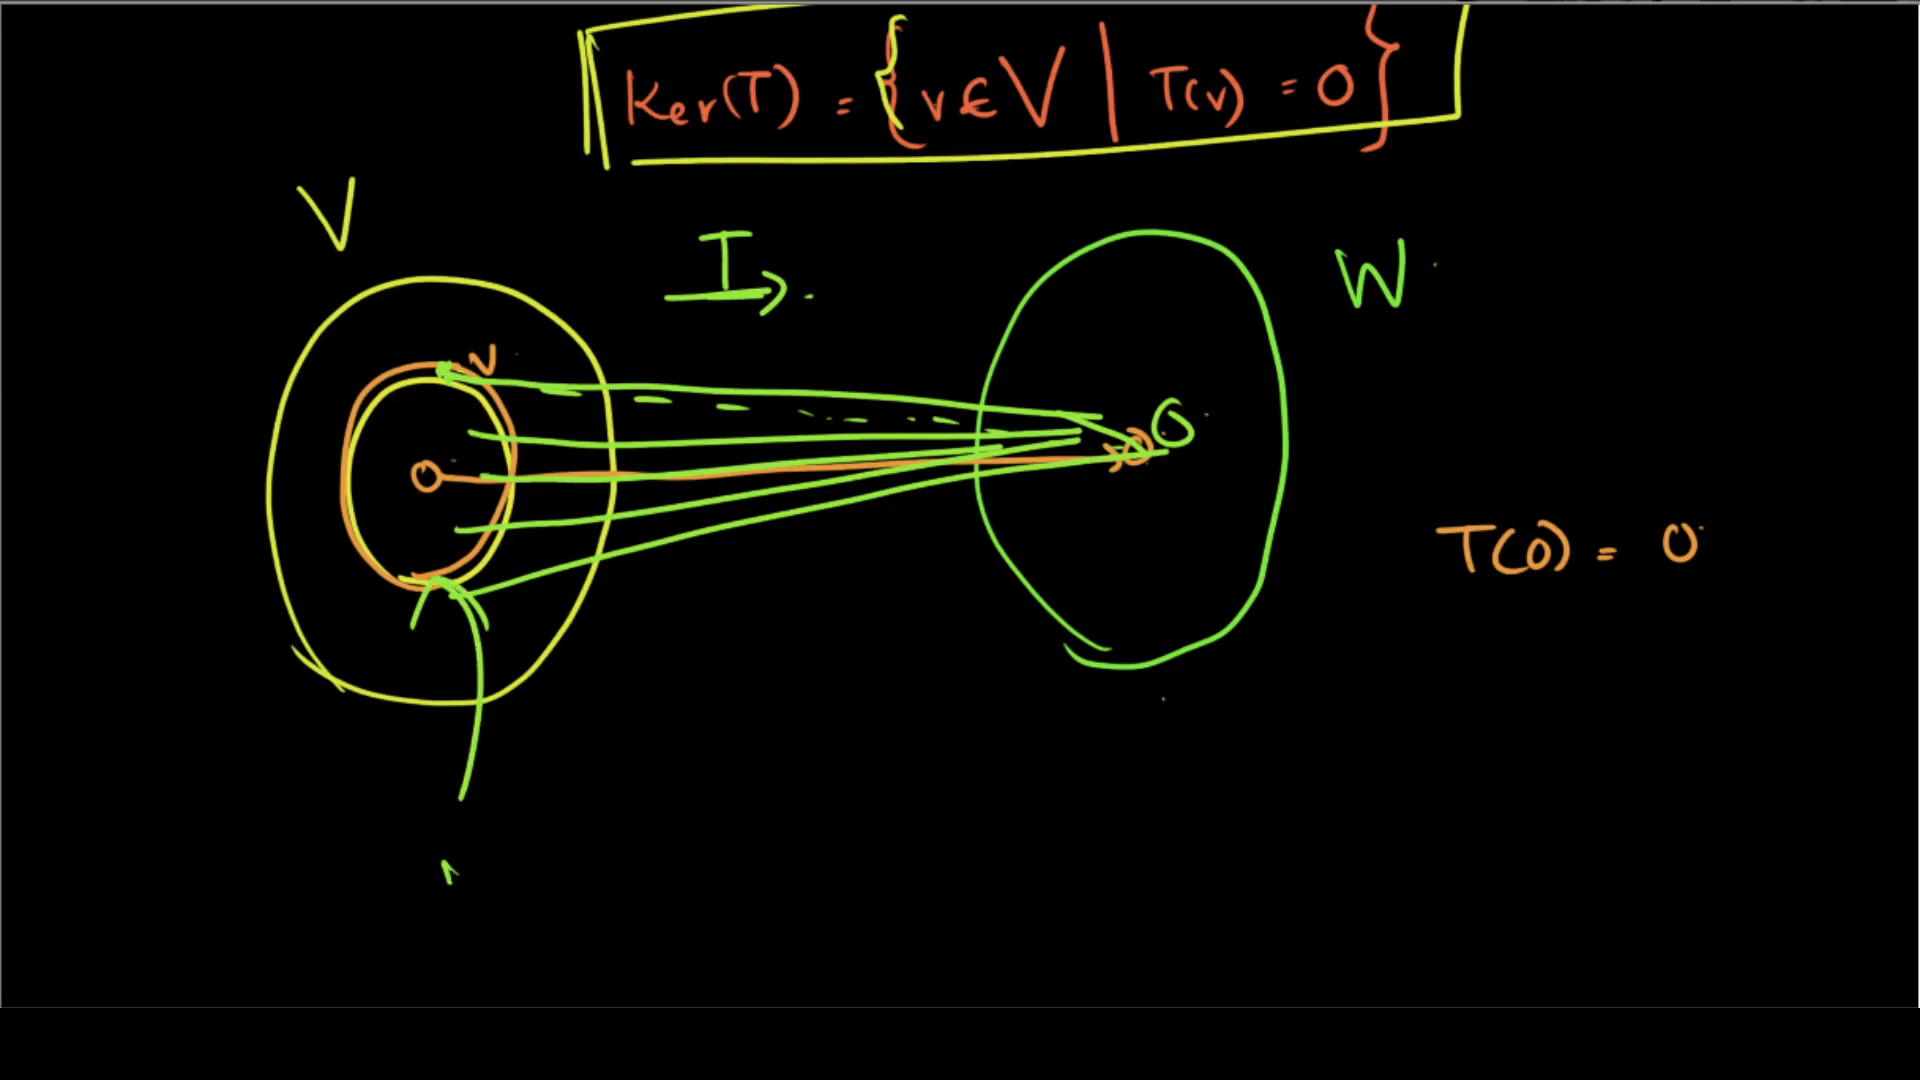 Ker(T) = {v ∈ V | T(v) = 0}
V
T
W
v
0
0
T(0) = 0